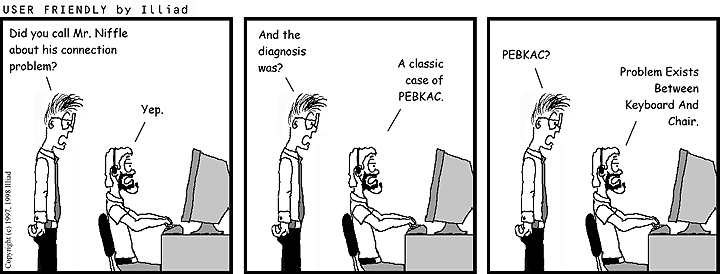 USER FRIENDLY by Illiad
Did you call Mr. Niffle
about his connection
problem?
Yep.
Copyright (c) 1997, 1998 Illiad
And the
diagnosis
was?
A classic
case of
PEBKAC.
PEBKAC?
Problem Exists
Between
Keyboard And
Chair.